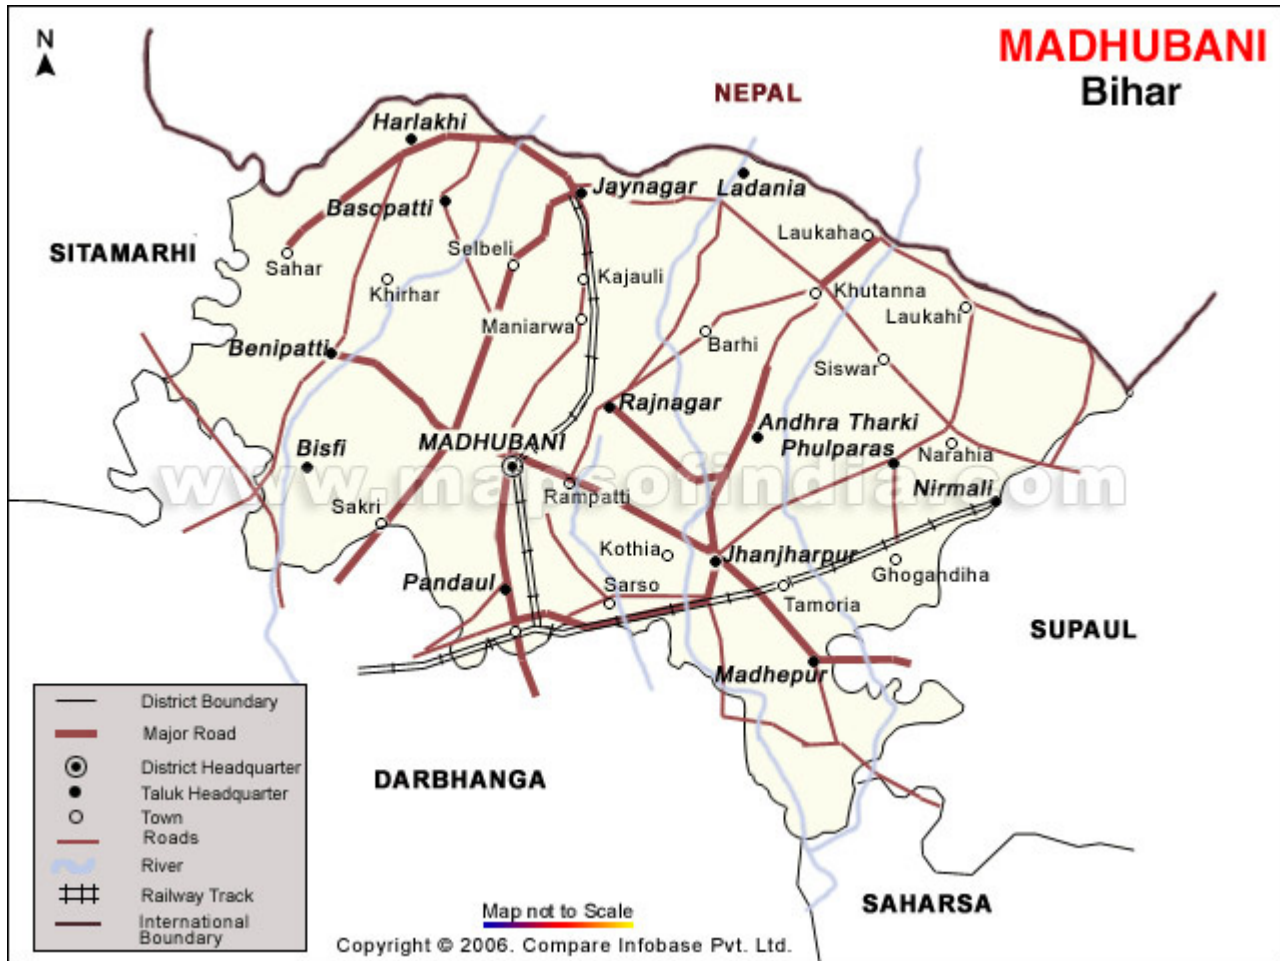 N
MADHUBANI
Bihar
NEPAL
Harlakhi
Jaynagar
Ladania
Basopatti
Laukaha
SITAMARHI
Selbeli
Sahar
Khirhar
Kajauli
Khutanna
Laukahi
Maniarwa
Barhi
Benipatti
Siswar
Rajnagar
Andhra Tharki
MADHUBANI
Bisfi
Phulparas
Narahia
www.mapsofindia.com
Nirmali
Rampatti
Sakri
Kothia
Jhanjharpur
Ghogandiha
Pandaul
Sarso
Tamoria
SUPAUL
Madhepur
District Boundary
Major Road
District Headquarter
Taluk Headquarter
Town
Roads
River
Railway Track
International
Boundary
DARBHANGA
SAHARSA
Map not to Scale
Copyright © 2006. Compare Infobase Pvt. Ltd.